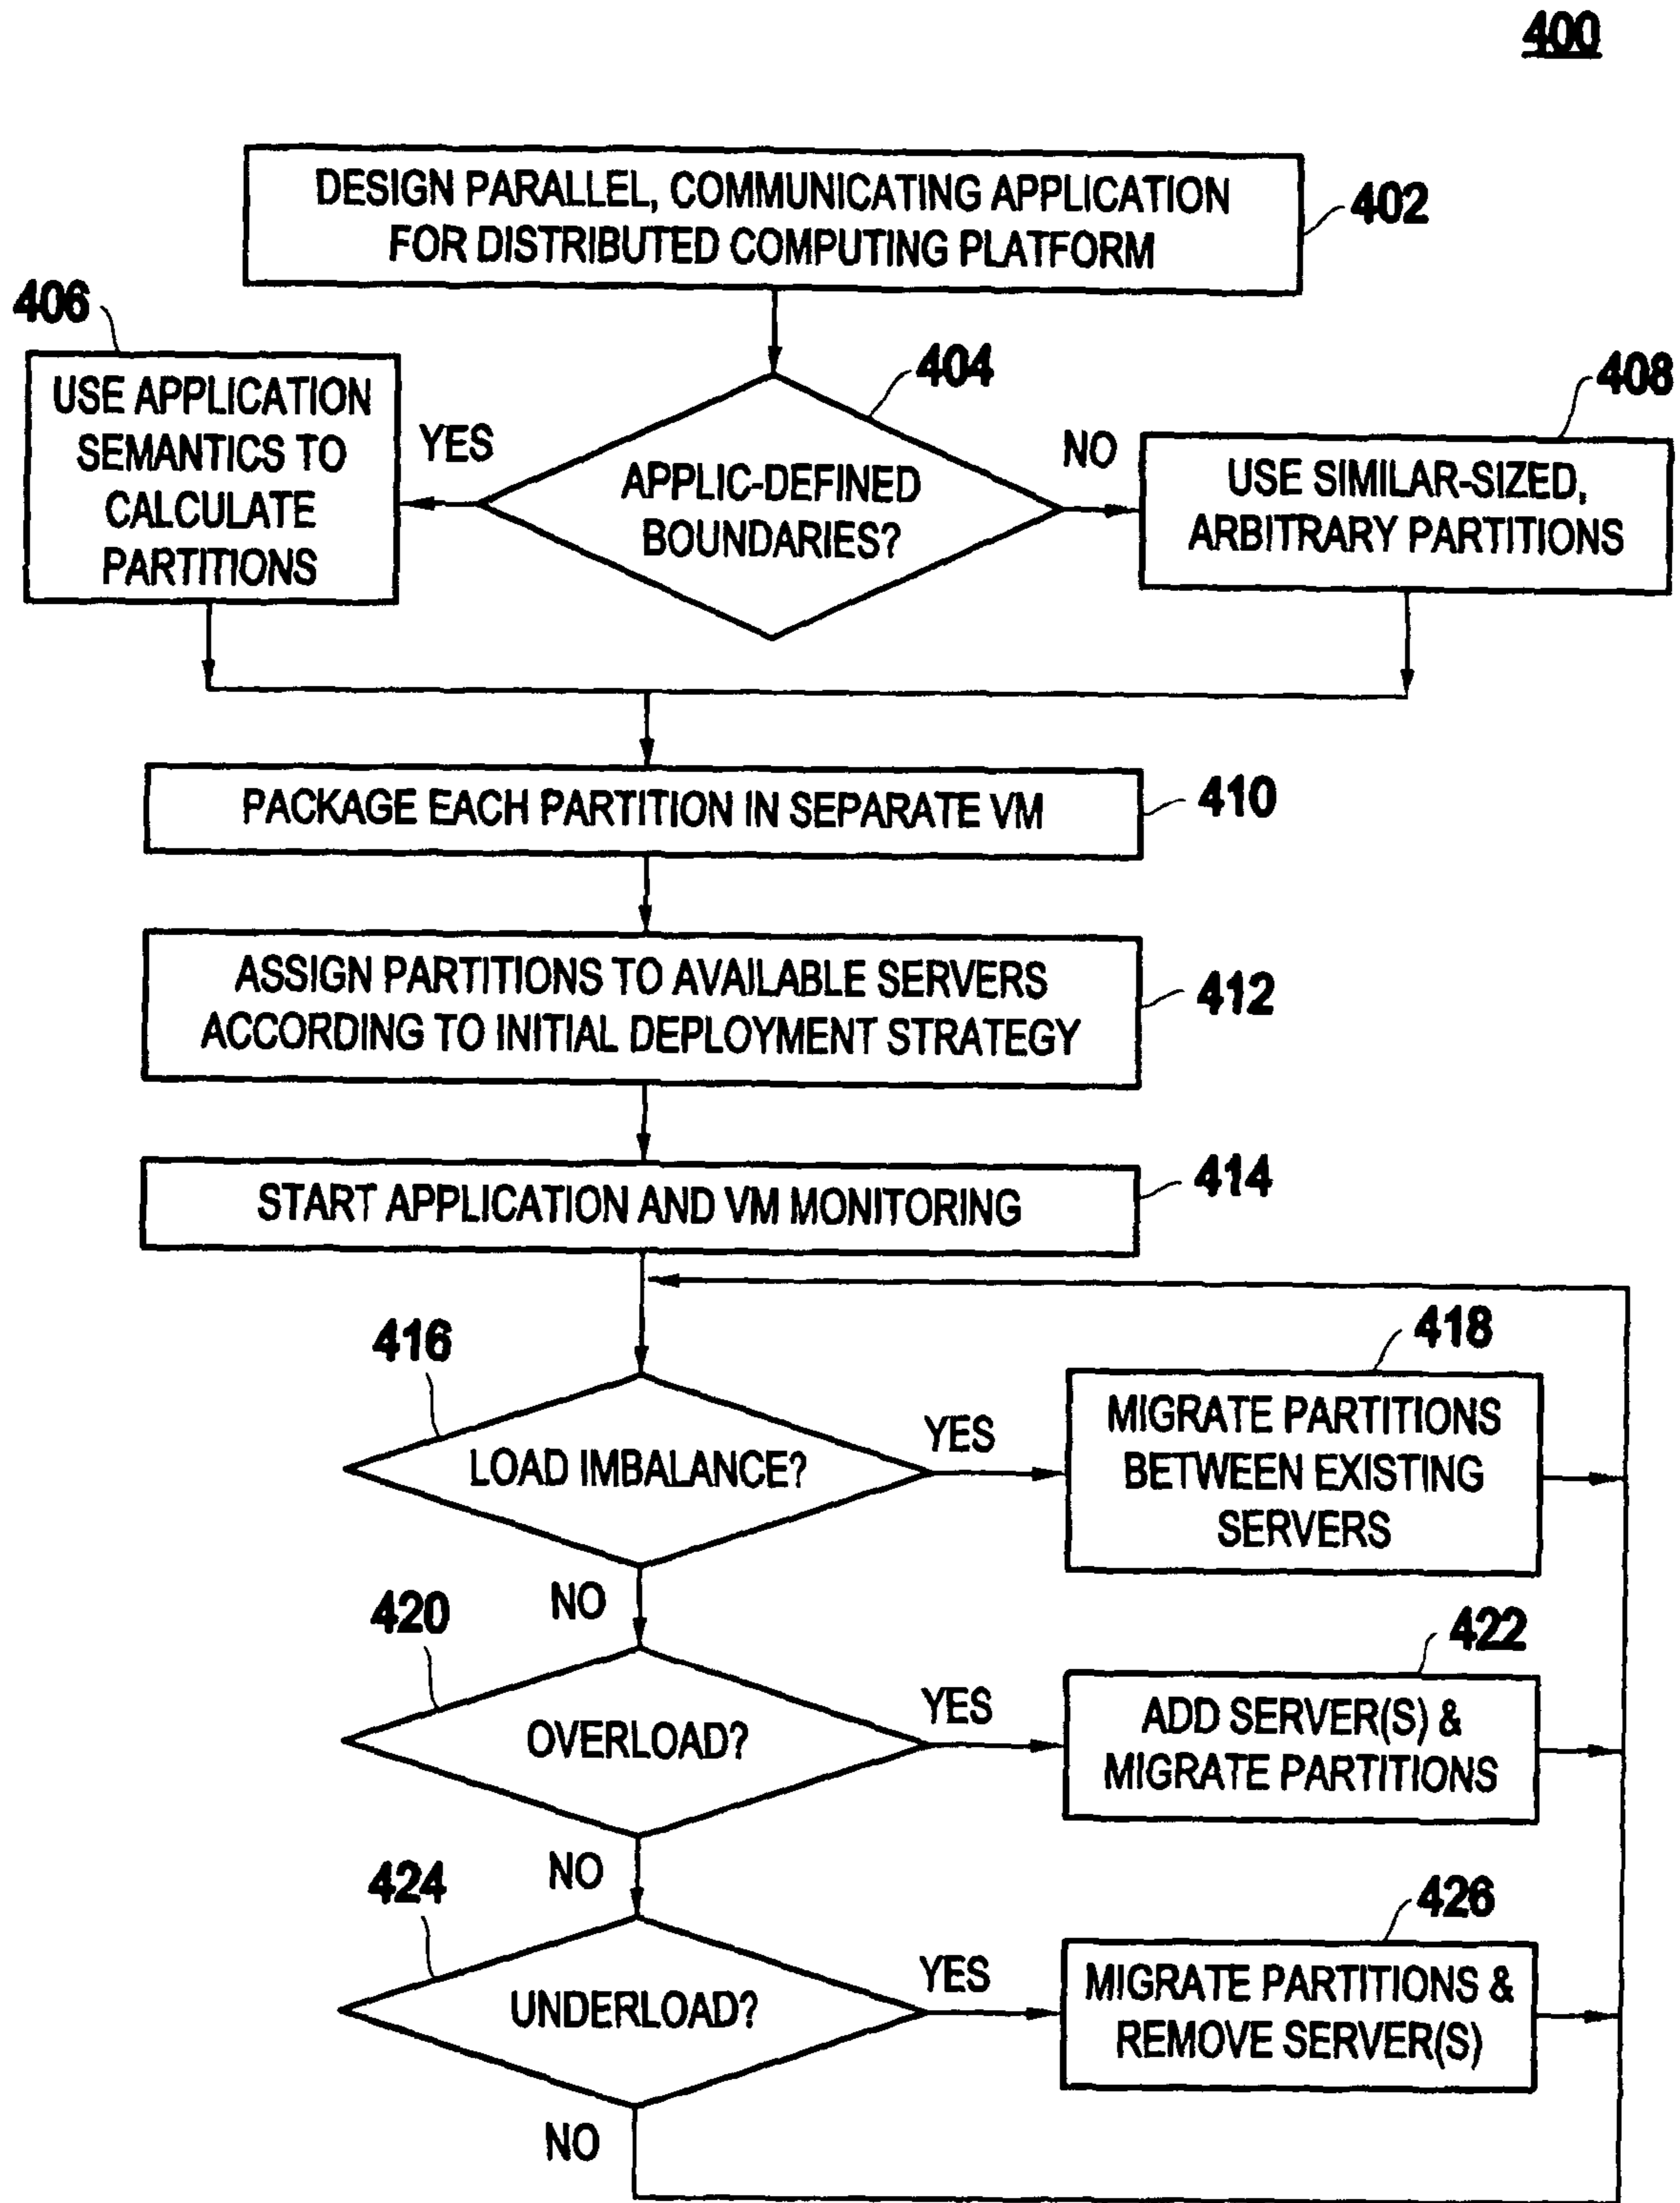 400
DESIGN PARALLEL, COMMUNICATING APPLICATION
FOR DISTRIBUTED COMPUTING PLATFORM
402
406
USE APPLICATION
SEMANTICS TO
CALCULATE
PARTITIONS
YES
404
APPLIC-DEFINED
BOUNDARIES?
NO
408
USE SIMILAR-SIZED,
ARBITRARY PARTITIONS
PACKAGE EACH PARTITION IN SEPARATE VM
410
ASSIGN PARTITIONS TO AVAILABLE SERVERS
ACCORDING TO INITIAL DEPLOYMENT STRATEGY
412
START APPLICATION AND VM MONITORING
414
416
LOAD IMBALANCE?
YES
418
MIGRATE PARTITIONS
BETWEEN EXISTING
SERVERS
NO
420
OVERLOAD?
YES
422
ADD SERVER(S) &
MIGRATE PARTITIONS
NO
424
UNDERLOAD?
YES
426
MIGRATE PARTITIONS &
REMOVE SERVER(S)
NO